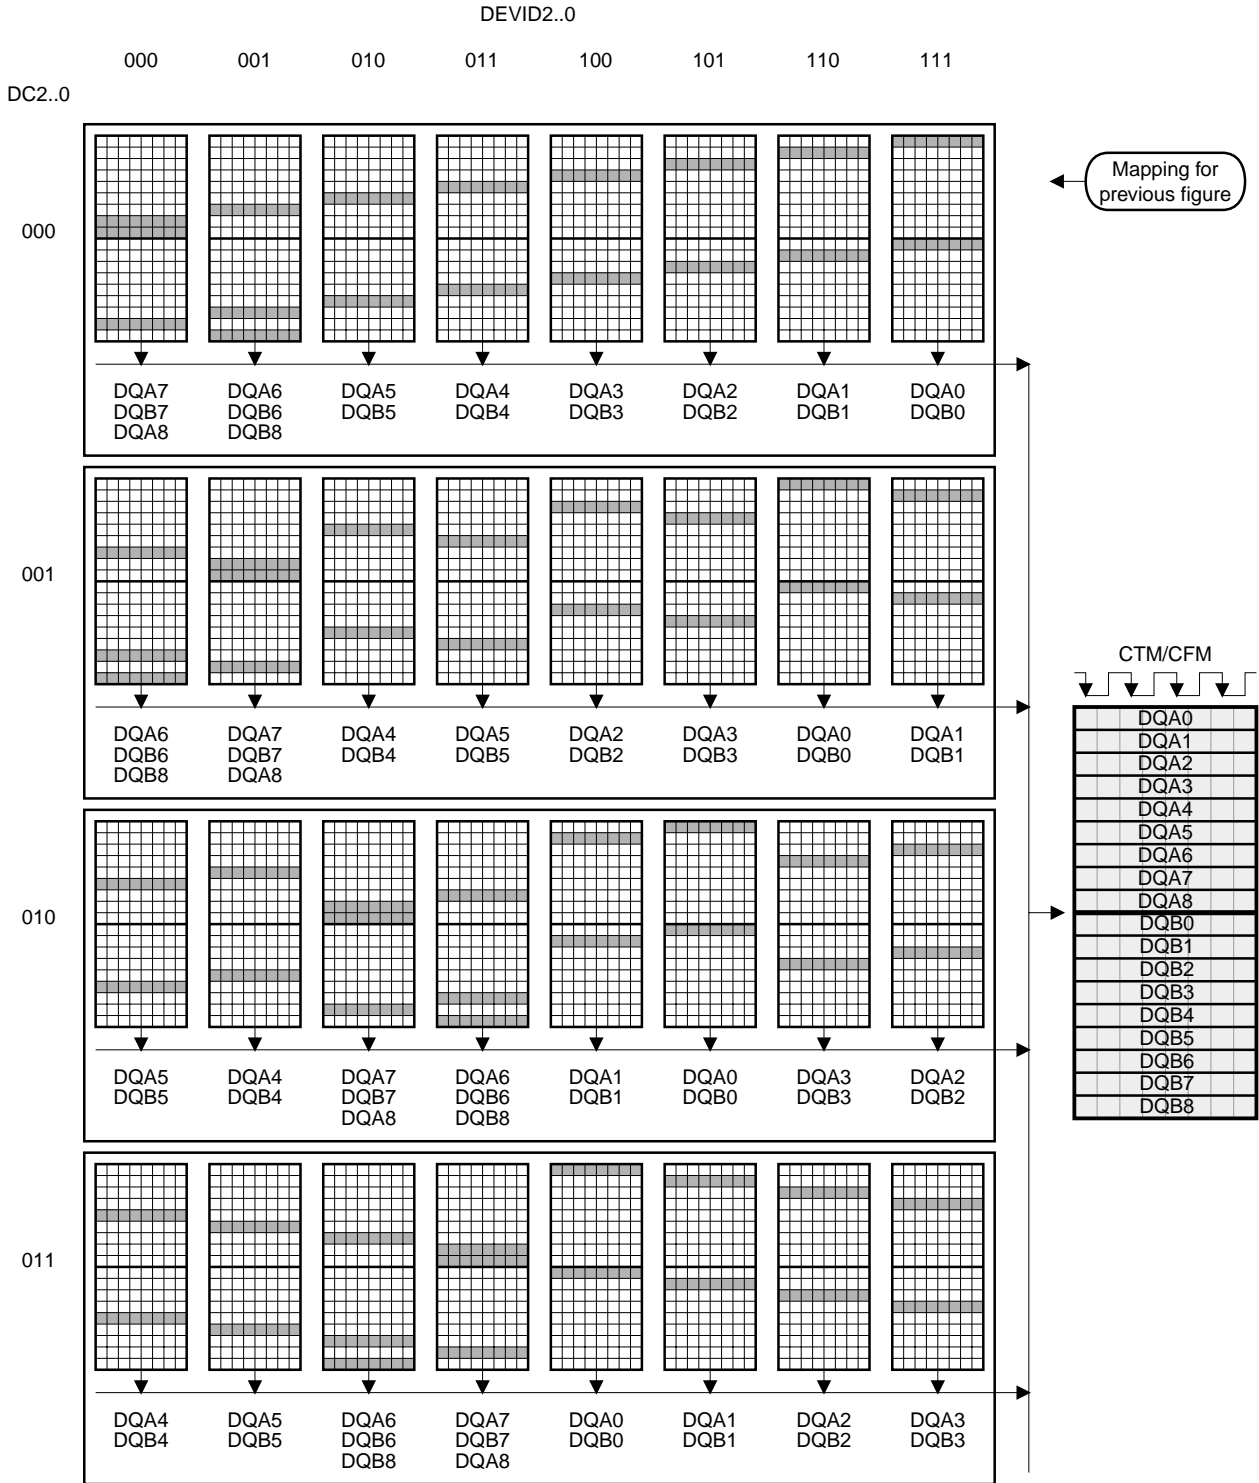 DEVID2..0
000 001 010 011 100 101 110 111
DC2..0
Mapping for
previous figure
000
DQA7 DQA6 DQA5 DQA4 DQA3 DQA2 DQA1 DQA0
DQB7 DQB6 DQB5 DQB4 DQB3 DQB2 DQB1 DQB0
DQA8 DQB8
001
DQA6 DQA7 DQA4 DQA5 DQA2 DQA3 DQA0 DQA1
DQB6 DQB7 DQB4 DQB5 DQB2 DQB3 DQB0 DQB1
DQB8 DQA8
010
DQA5 DQA4 DQA7 DQA6 DQA1 DQA0 DQA3 DQA2
DQB5 DQB4 DQB7 DQB6 DQB1 DQB0 DQB3 DQB2
DQA8 DQB8
011
DQA4 DQA5 DQA6 DQA7 DQA0 DQA1 DQA2 DQA3
DQB4 DQB5 DQB6 DQB7 DQB0 DQB1 DQB2 DQB3
DQB8 DQA8
CTM/CFM
DQA0
DQA1
DQA2
DQA3
DQA4
DQA5
DQA6
DQA7
DQA8
DQB0
DQB1
DQB2
DQB3
DQB4
DQB5
DQB6
DQB7
DQB8